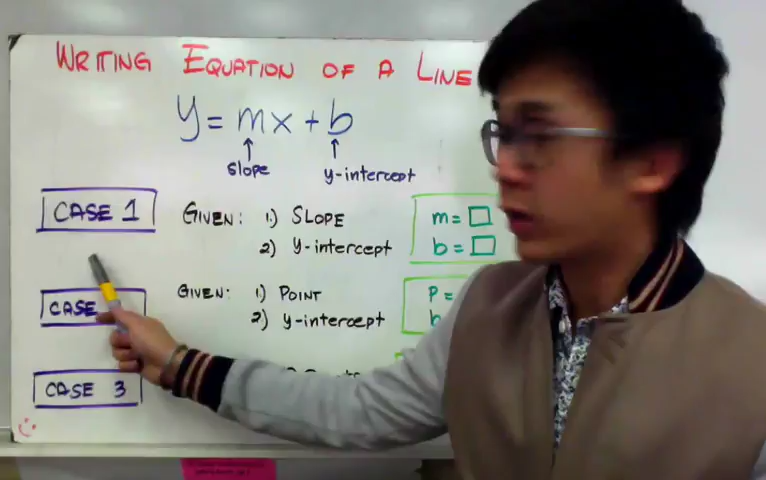 WRITING EQUATION OF A LINE
y = mx + b
slope
y-intercept
CASE 1
GIVEN: 1) SLOPE
2) y-intercept
m = □
b = □
CASE
GIVEN: 1) POINT
2) y-intercept
P =
b
CASE 3